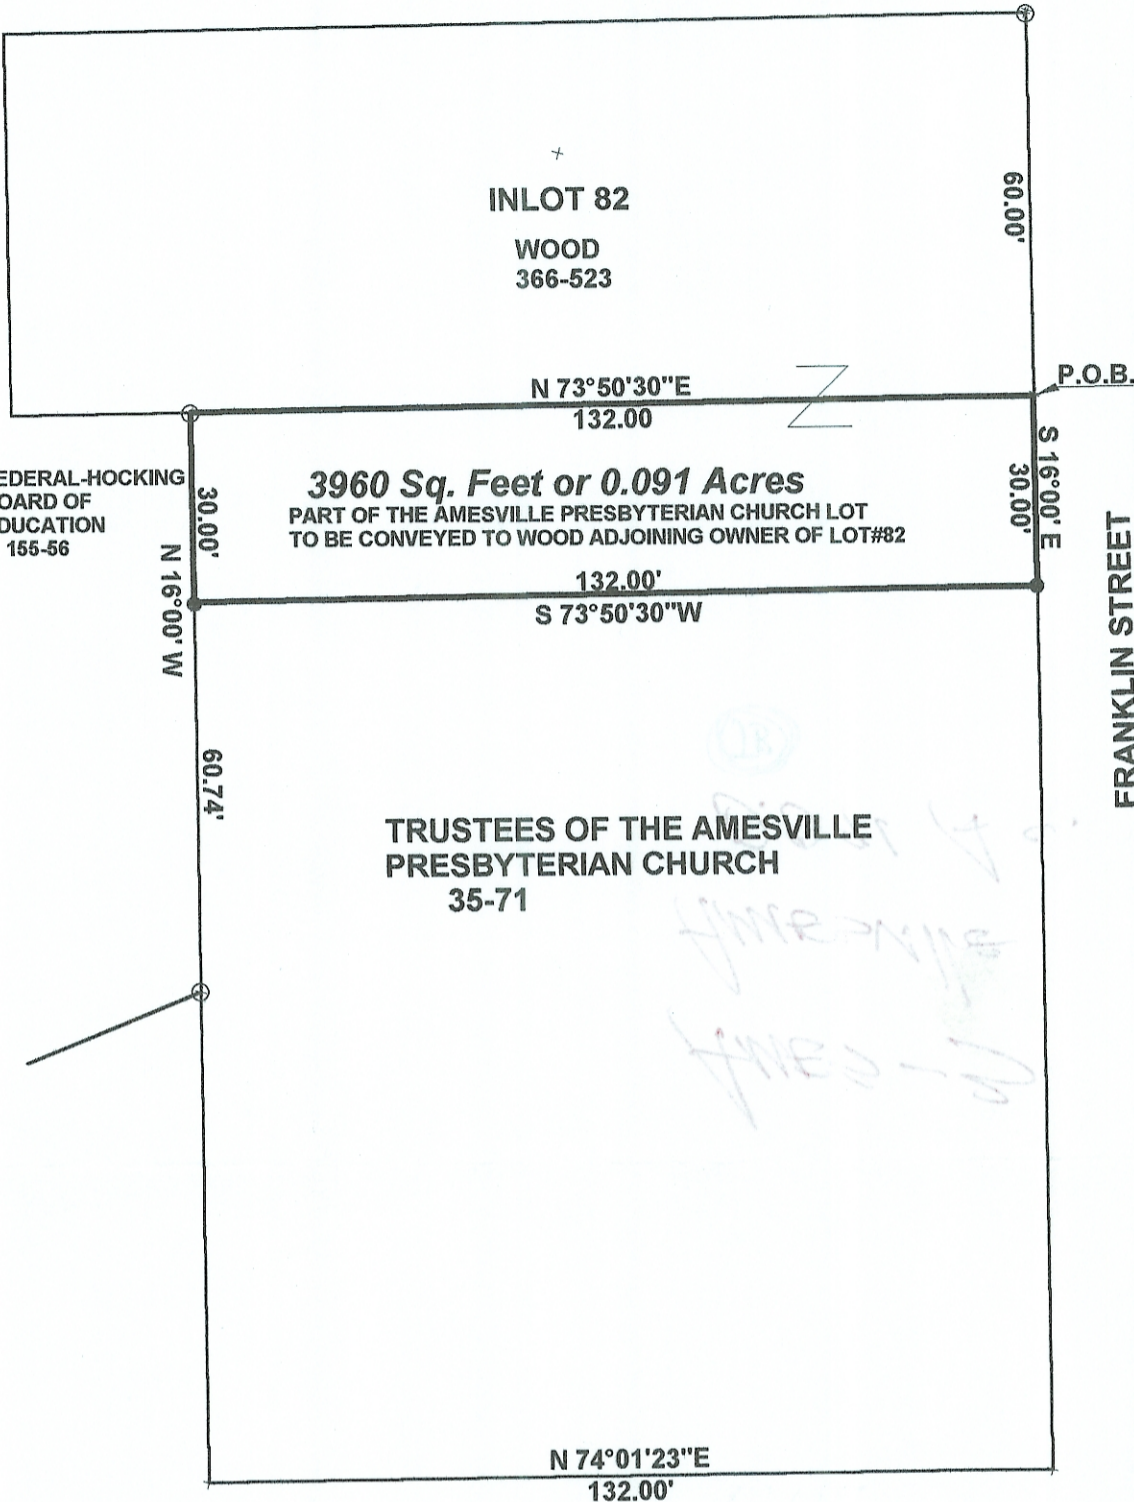 INLOT 82
WOOD
366-523
60.00'
N 73°50'30"E
132.00
P.O.B.
EDERAL-HOCKING
OARD OF
DUCATION
155-56
30.00'
N 16°00' W
3960 Sq. Feet or 0.091 Acres
PART OF THE AMESVILLE PRESBYTERIAN CHURCH LOT
TO BE CONVEYED TO WOOD ADJOINING OWNER OF LOT#82
S 16°00' E
30.00'
132.00'
S 73°50'30"W
FRANKLIN STREET
60.74'
TRUSTEES OF THE AMESVILLE
PRESBYTERIAN CHURCH
35-71
N 74°01'23"E
132.00'